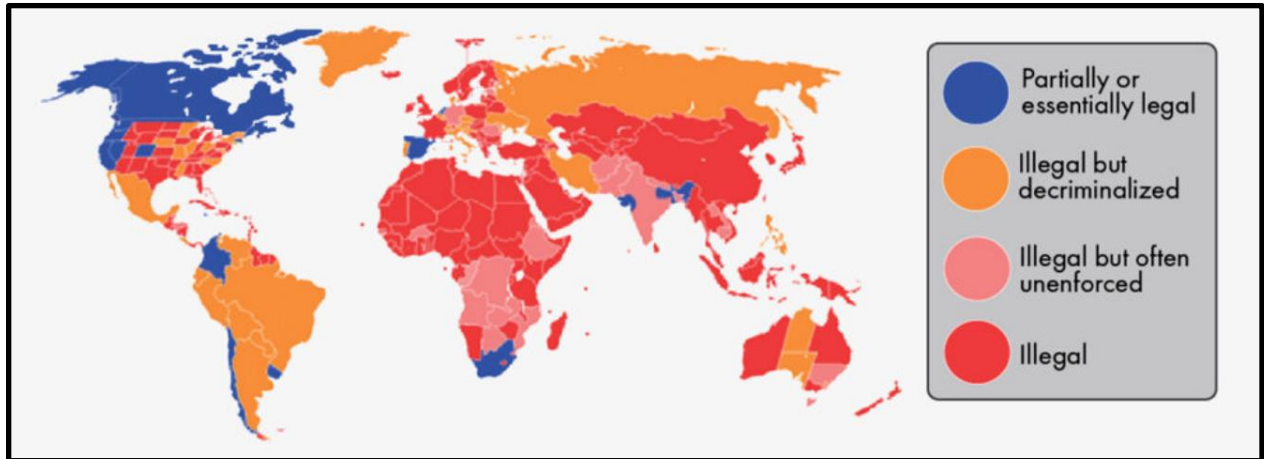 Partially or
essentially legal
Illegal but
decriminalized
Illegal but often
unenforced
Illegal